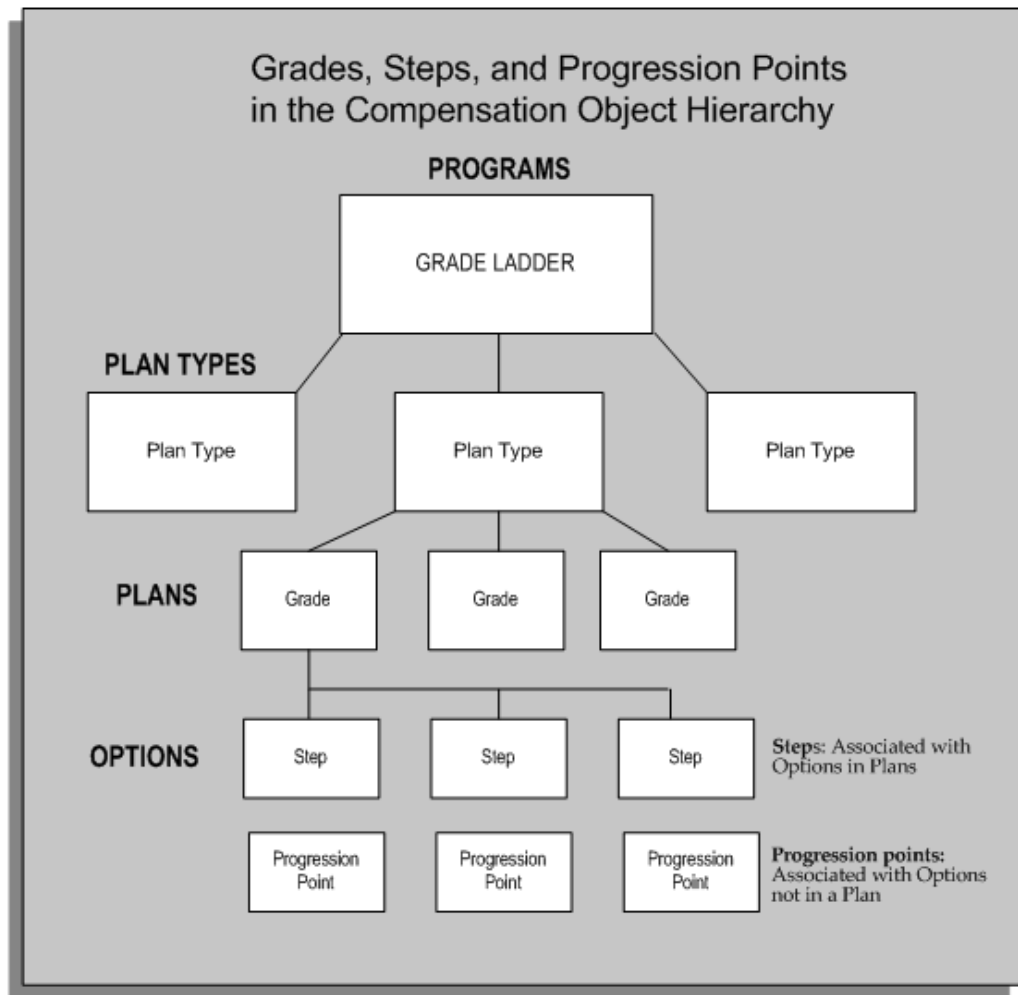 Grades, Steps, and Progression Points
in the Compensation Object Hierarchy
PROGRAMS
GRADE LADDER
PLAN TYPES
Plan Type
Plan Type
Plan Type
PLANS
Grade
Grade
Grade
OPTIONS
Step
Step
Step
Steps: Associated with
Options in Plans
Progression
Point
Progression
Point
Progression
Point
Progression points:
Associated with Options
not in a Plan